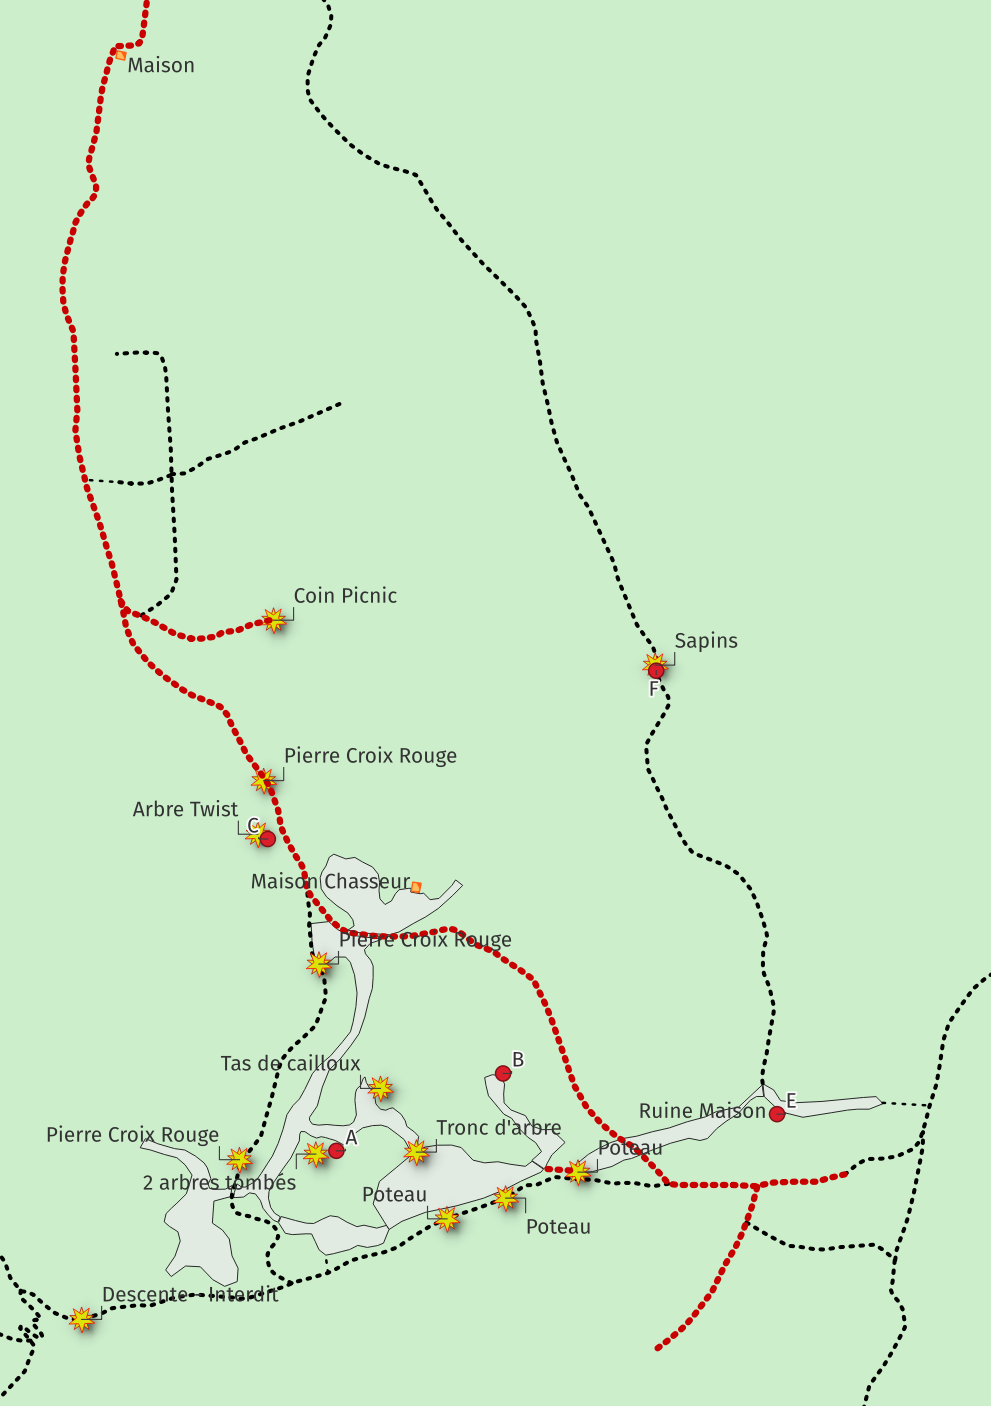 Maison
Coin Picnic
Sapins
F
Pierre Croix Rouge
Arbre Twist
C
Maison Chasseur
Pierre Croix Rouge
B
Tas de cailloux
E
Ruine Maison
Tronc d'arbre
Pierre Croix Rouge
A
Poteau
2 arbres tombés
Poteau
Poteau
Descente - Interdit